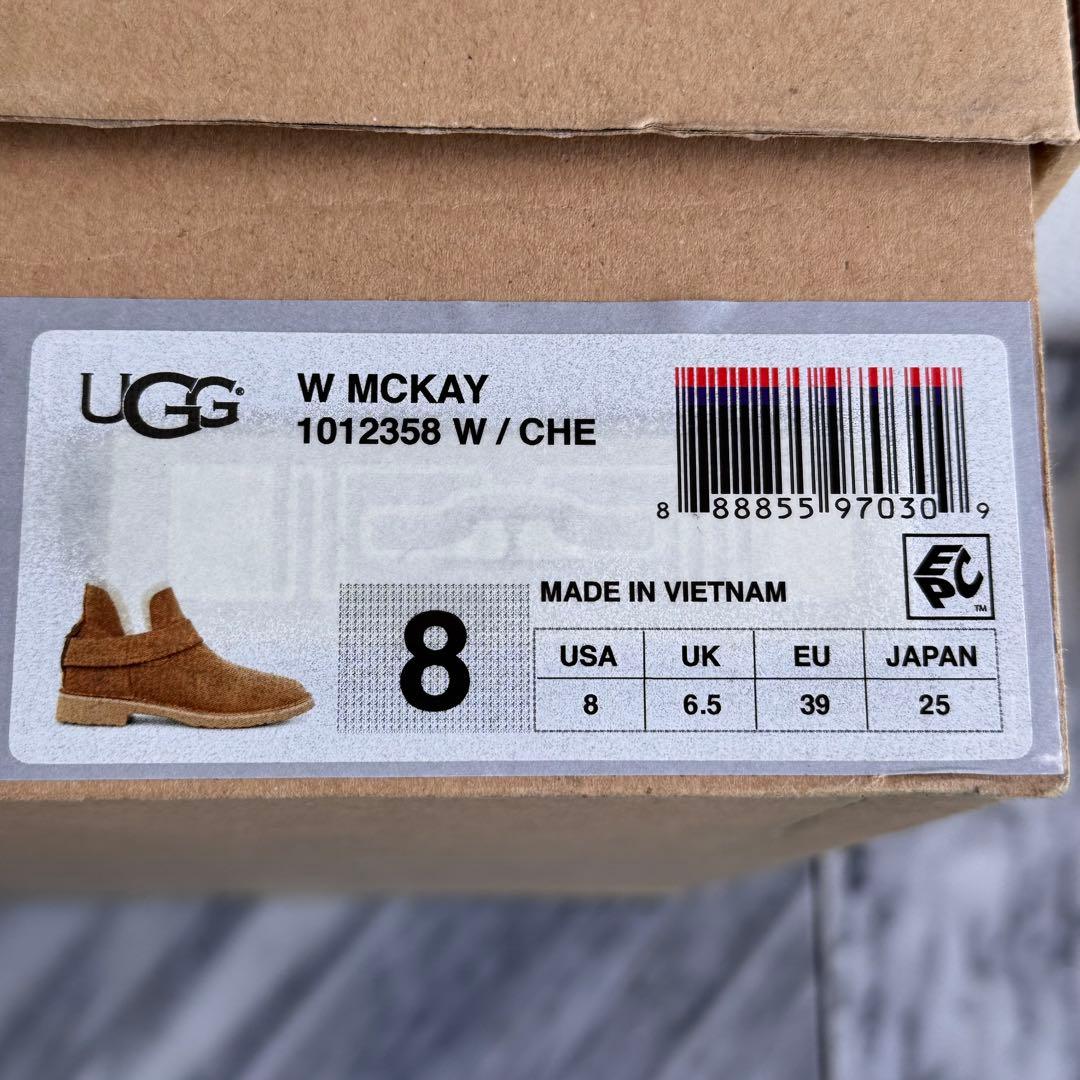 UGG®
W MCKAY
1012358 W / CHE
8 88855 97030 9
EPC
TM
8
MADE IN VIETNAM
USA UK EU JAPAN
8 6.5 39 25